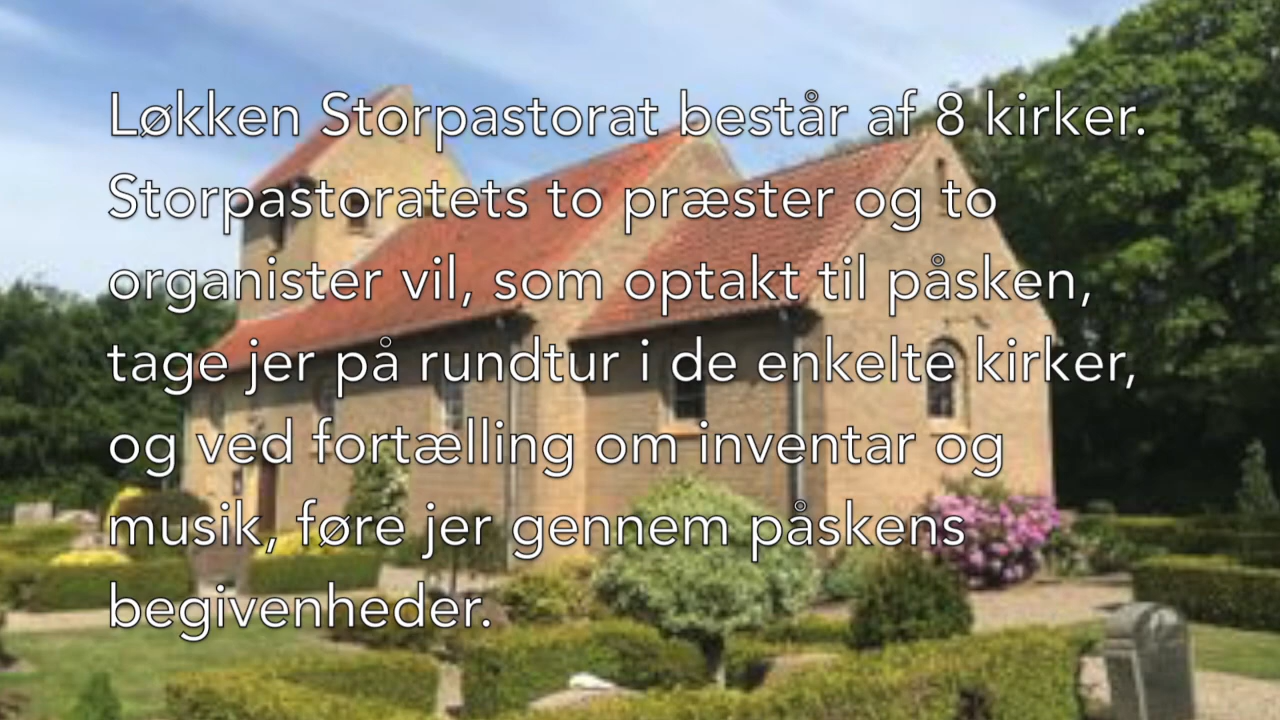 Løkken Storpastorat består af 8 kirker.
Storpastoratets to præster og to
organister vil, som optakt til påsken,
tage jer på rundtur i de enkelte kirker,
og ved fortælling om inventar og
musik, føre jer gennem påskens
begivenheder.